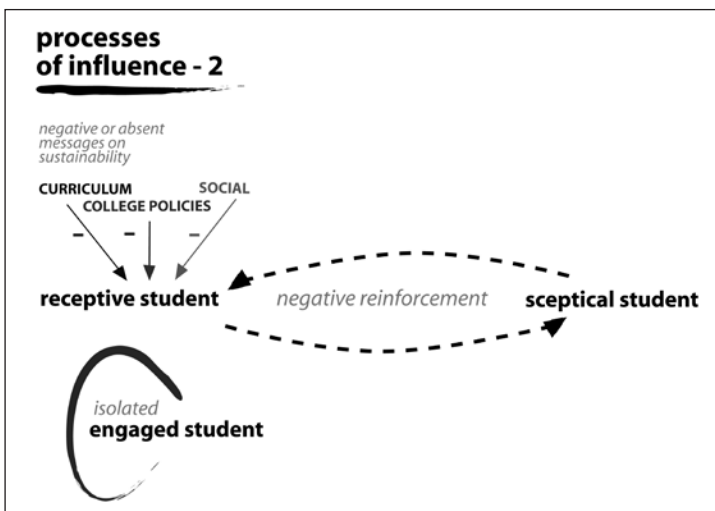 processes
of influence - 2
negative or absent
messages on
sustainability
CURRICULUM
SOCIAL
COLLEGE POLICIES
– – –
receptive student
negative reinforcement
sceptical student
isolated
engaged student